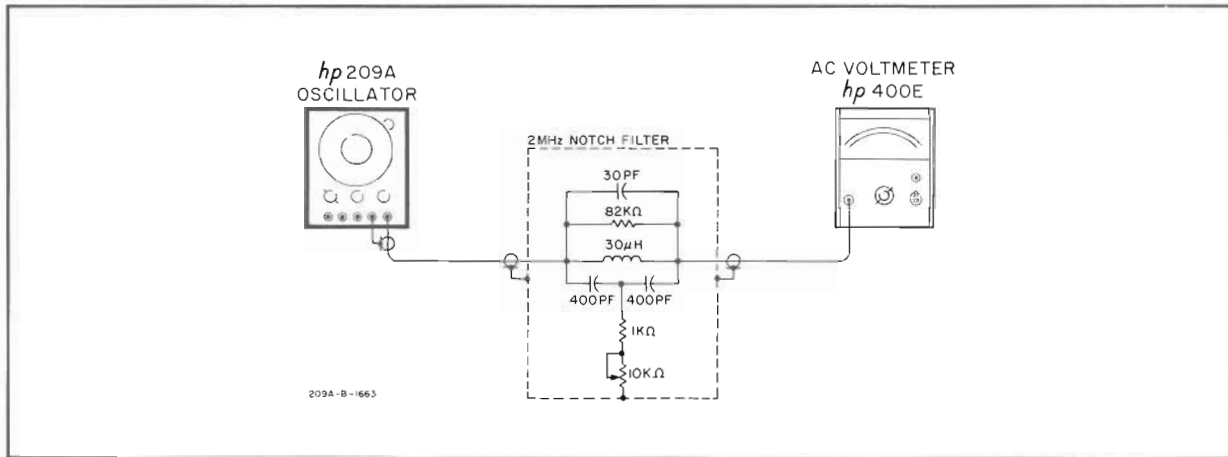 hp 209A
OSCILLATOR
AC VOLTMETER
hp 400E
2MHz NOTCH FILTER
30PF
82KΩ
30μH
400PF 400PF
1KΩ
10KΩ
209A-B-1663